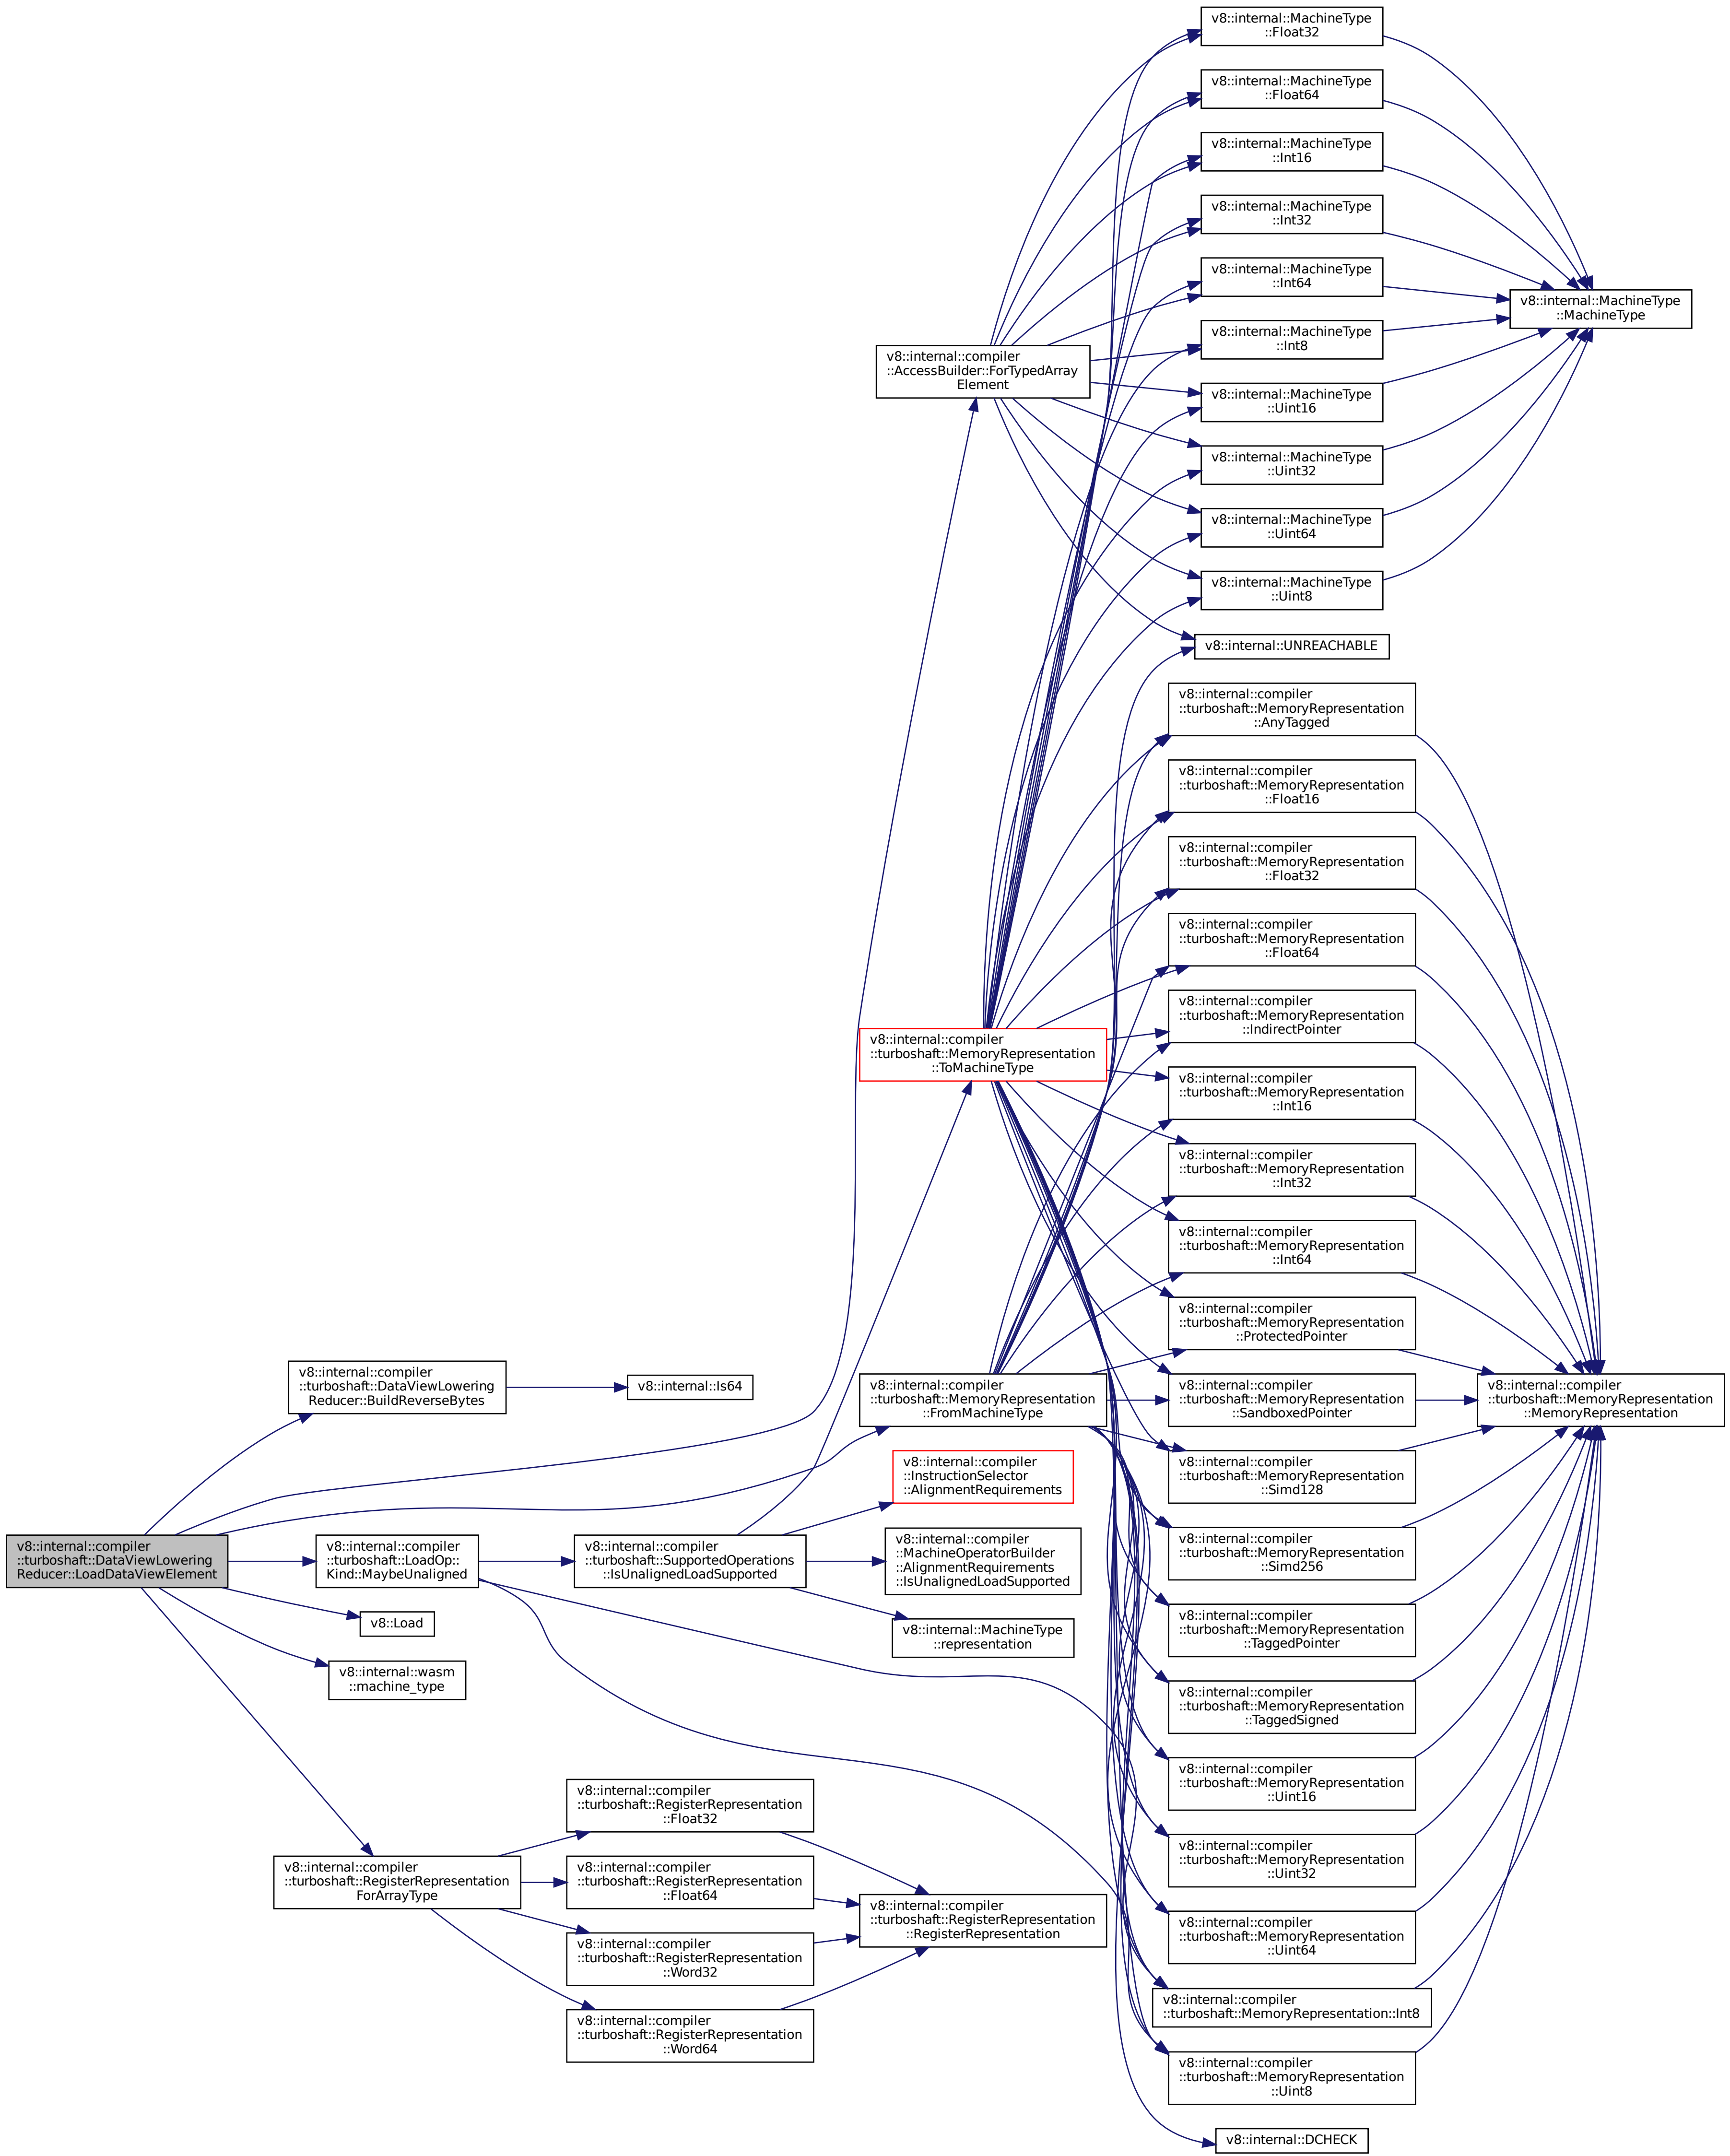 v8::internal::MachineType
::Float32
v8::internal::MachineType
::Float64
v8::internal::MachineType
::Int16
v8::internal::MachineType
::Int32
v8::internal::MachineType
::Int64
v8::internal::MachineType
::MachineType
v8::internal::MachineType
::Int8
v8::internal::compiler
::AccessBuilder::ForTypedArray
Element
v8::internal::MachineType
::Uint16
v8::internal::MachineType
::Uint32
v8::internal::MachineType
::Uint64
v8::internal::MachineType
::Uint8
v8::internal::UNREACHABLE
v8::internal::compiler
::turboshaft::MemoryRepresentation
::AnyTagged
v8::internal::compiler
::turboshaft::MemoryRepresentation
::Float16
v8::internal::compiler
::turboshaft::MemoryRepresentation
::Float32
v8::internal::compiler
::turboshaft::MemoryRepresentation
::Float64
v8::internal::compiler
::turboshaft::MemoryRepresentation
::IndirectPointer
v8::internal::compiler
::turboshaft::MemoryRepresentation
::ToMachineType
v8::internal::compiler
::turboshaft::MemoryRepresentation
::Int16
v8::internal::compiler
::turboshaft::MemoryRepresentation
::Int32
v8::internal::compiler
::turboshaft::MemoryRepresentation
::Int64
v8::internal::compiler
::turboshaft::MemoryRepresentation
::ProtectedPointer
v8::internal::compiler
::turboshaft::DataViewLowering
Reducer::BuildReverseBytes
v8::internal::Is64
v8::internal::compiler
::turboshaft::MemoryRepresentation
::FromMachineType
v8::internal::compiler
::turboshaft::MemoryRepresentation
::SandboxedPointer
v8::internal::compiler
::turboshaft::MemoryRepresentation
::MemoryRepresentation
v8::internal::compiler
::InstructionSelector
::AlignmentRequirements
v8::internal::compiler
::turboshaft::MemoryRepresentation
::Simd128
v8::internal::compiler
::turboshaft::DataViewLowering
Reducer::LoadDataViewElement
v8::internal::compiler
::turboshaft::LoadOp::
Kind::MaybeUnaligned
v8::internal::compiler
::turboshaft::SupportedOperations
::IsUnalignedLoadSupported
v8::internal::compiler
::MachineOperatorBuilder
::AlignmentRequirements
::IsUnalignedLoadSupported
v8::internal::compiler
::turboshaft::MemoryRepresentation
::Simd256
v8::Load
v8::internal::MachineType
::representation
v8::internal::compiler
::turboshaft::MemoryRepresentation
::TaggedPointer
v8::internal::wasm
::machine_type
v8::internal::compiler
::turboshaft::MemoryRepresentation
::TaggedSigned
v8::internal::compiler
::turboshaft::MemoryRepresentation
::Uint16
v8::internal::compiler
::turboshaft::RegisterRepresentation
::Float32
v8::internal::compiler
::turboshaft::MemoryRepresentation
::Uint32
v8::internal::compiler
::turboshaft::RegisterRepresentation
ForArrayType
v8::internal::compiler
::turboshaft::RegisterRepresentation
::Float64
v8::internal::compiler
::turboshaft::RegisterRepresentation
::RegisterRepresentation
v8::internal::compiler
::turboshaft::MemoryRepresentation
::Uint64
v8::internal::compiler
::turboshaft::RegisterRepresentation
::Word32
v8::internal::compiler
::turboshaft::MemoryRepresentation::Int8
v8::internal::compiler
::turboshaft::RegisterRepresentation
::Word64
v8::internal::compiler
::turboshaft::MemoryRepresentation
::Uint8
v8::internal::DCHECK